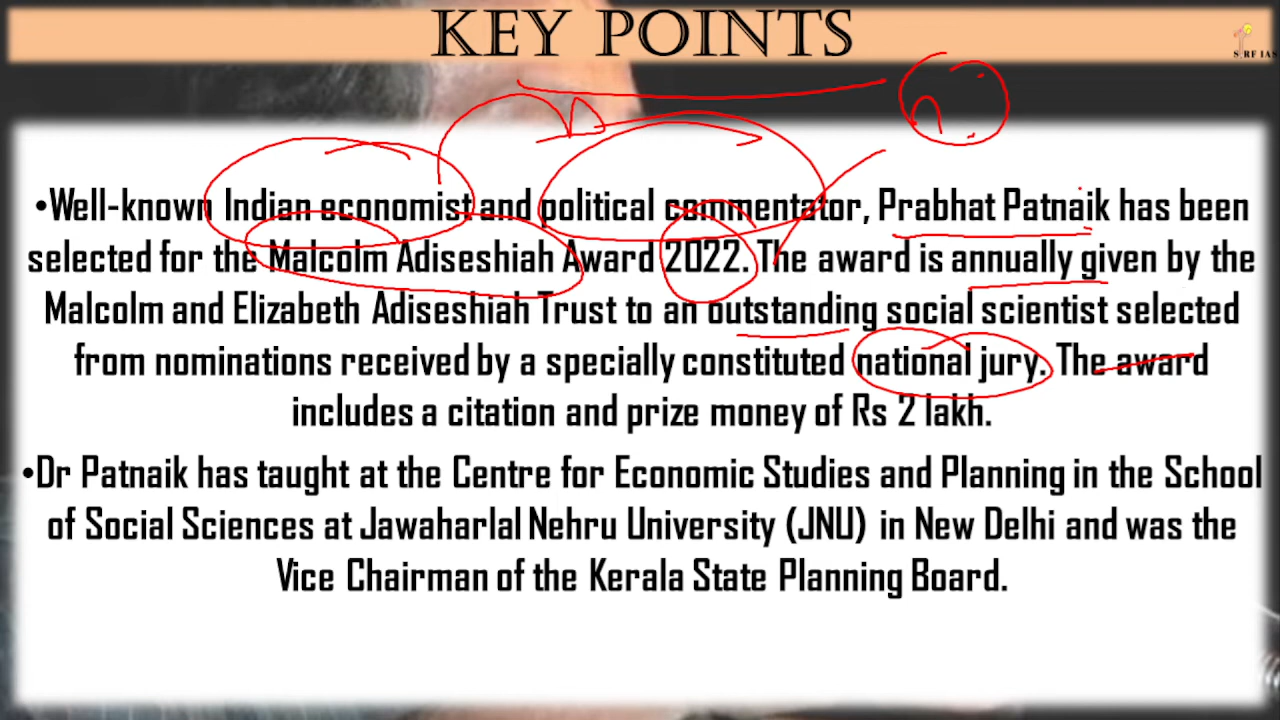 KEY POINTS
SIRF IAS
•Well-known Indian economist and political commentator, Prabhat Patnaik has been
selected for the Malcolm Adiseshiah Award 2022. The award is annually given by the
Malcolm and Elizabeth Adiseshiah Trust to an outstanding social scientist selected
from nominations received by a specially constituted national jury. The award
includes a citation and prize money of Rs 2 lakh.
•Dr Patnaik has taught at the Centre for Economic Studies and Planning in the School
of Social Sciences at Jawaharlal Nehru University (JNU) in New Delhi and was the
Vice Chairman of the Kerala State Planning Board.